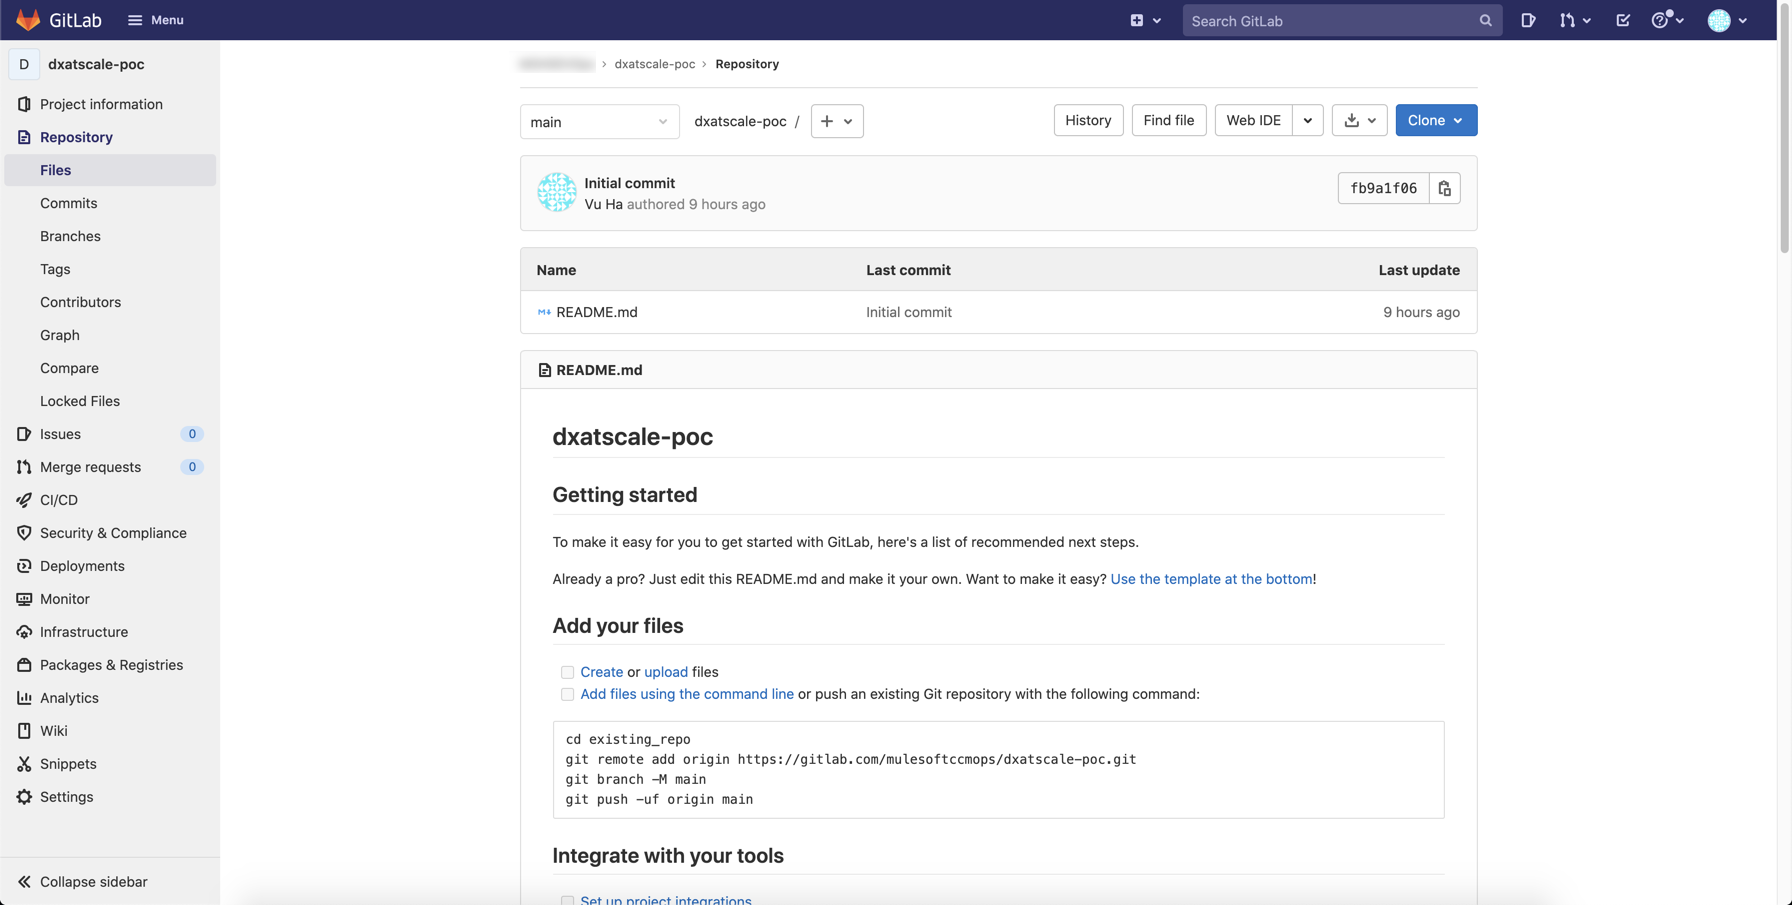 GitLab Menu Search GitLab
D dxatscale-poc
Project information
Repository
Files
Commits
Branches
Tags
Contributors
Graph
Compare
Locked Files
Issues 0
Merge requests 0
CI/CD
Security & Compliance
Deployments
Monitor
Infrastructure
Packages & Registries
Analytics
Wiki
Snippets
Settings
Collapse sidebar
dxatscale-poc Repository
main dxatscale-poc / History Find file Web IDE Clone
Initial commit
Vu Ha authored 9 hours ago
fb9a1f06
Name Last commit Last update
README.md Initial commit 9 hours ago
README.md
dxatscale-poc
Getting started
To make it easy for you to get started with GitLab, here's a list of recommended next steps.
Already a pro? Just edit this README.md and make it your own. Want to make it easy? Use the template at the bottom!
Add your files
Create or upload files
Add files using the command line or push an existing Git repository with the following command:
cd existing_repo
git remote add origin https://gitlab.com/mulesoftccmops/dxatscale-poc.git
git branch -M main
git push -uf origin main
Integrate with your tools
Set up project integrations